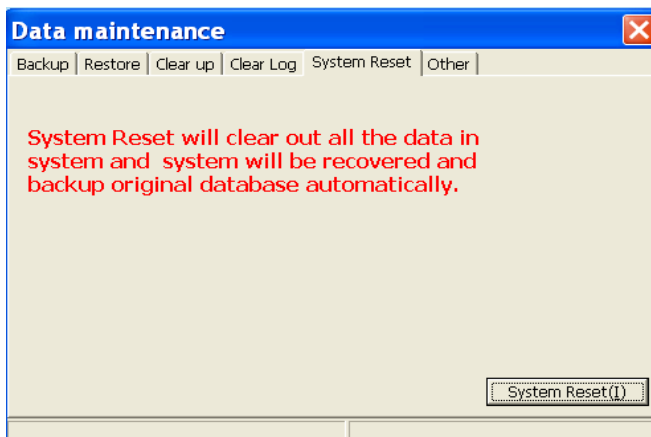 Data maintenance
Backup Restore Clear up Clear Log System Reset Other
System Reset will clear out all the data in
system and  system will be recovered and
backup original database automatically.
System Reset(I)